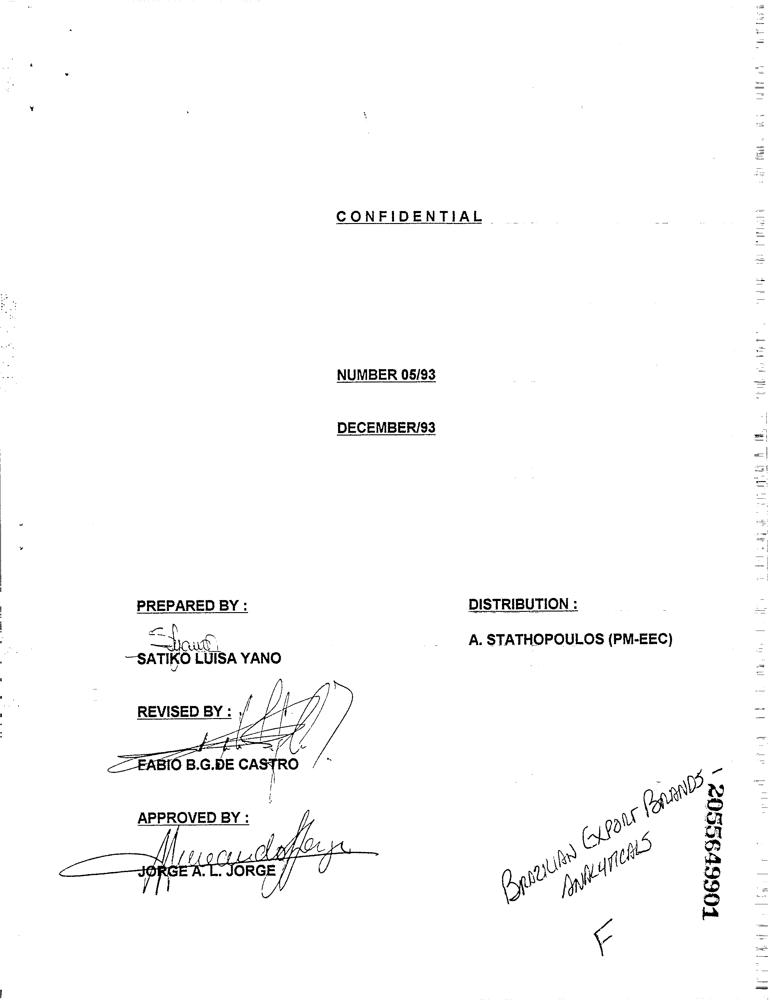 CONFIDENTIAL
NUMBER 05/93
DECEMBER/93
PREPARED BY :
SATIKO LUISA YANO
REVISED BY :
FABIO B.G.DE CASTRO
APPROVED BY :
JORGE A. L. JORGE
DISTRIBUTION :
A. STATHOPOULOS (PM-EEC)
BRAZILIAN EXPORT BRANDS -
ANALYTICALS
F
2055649901